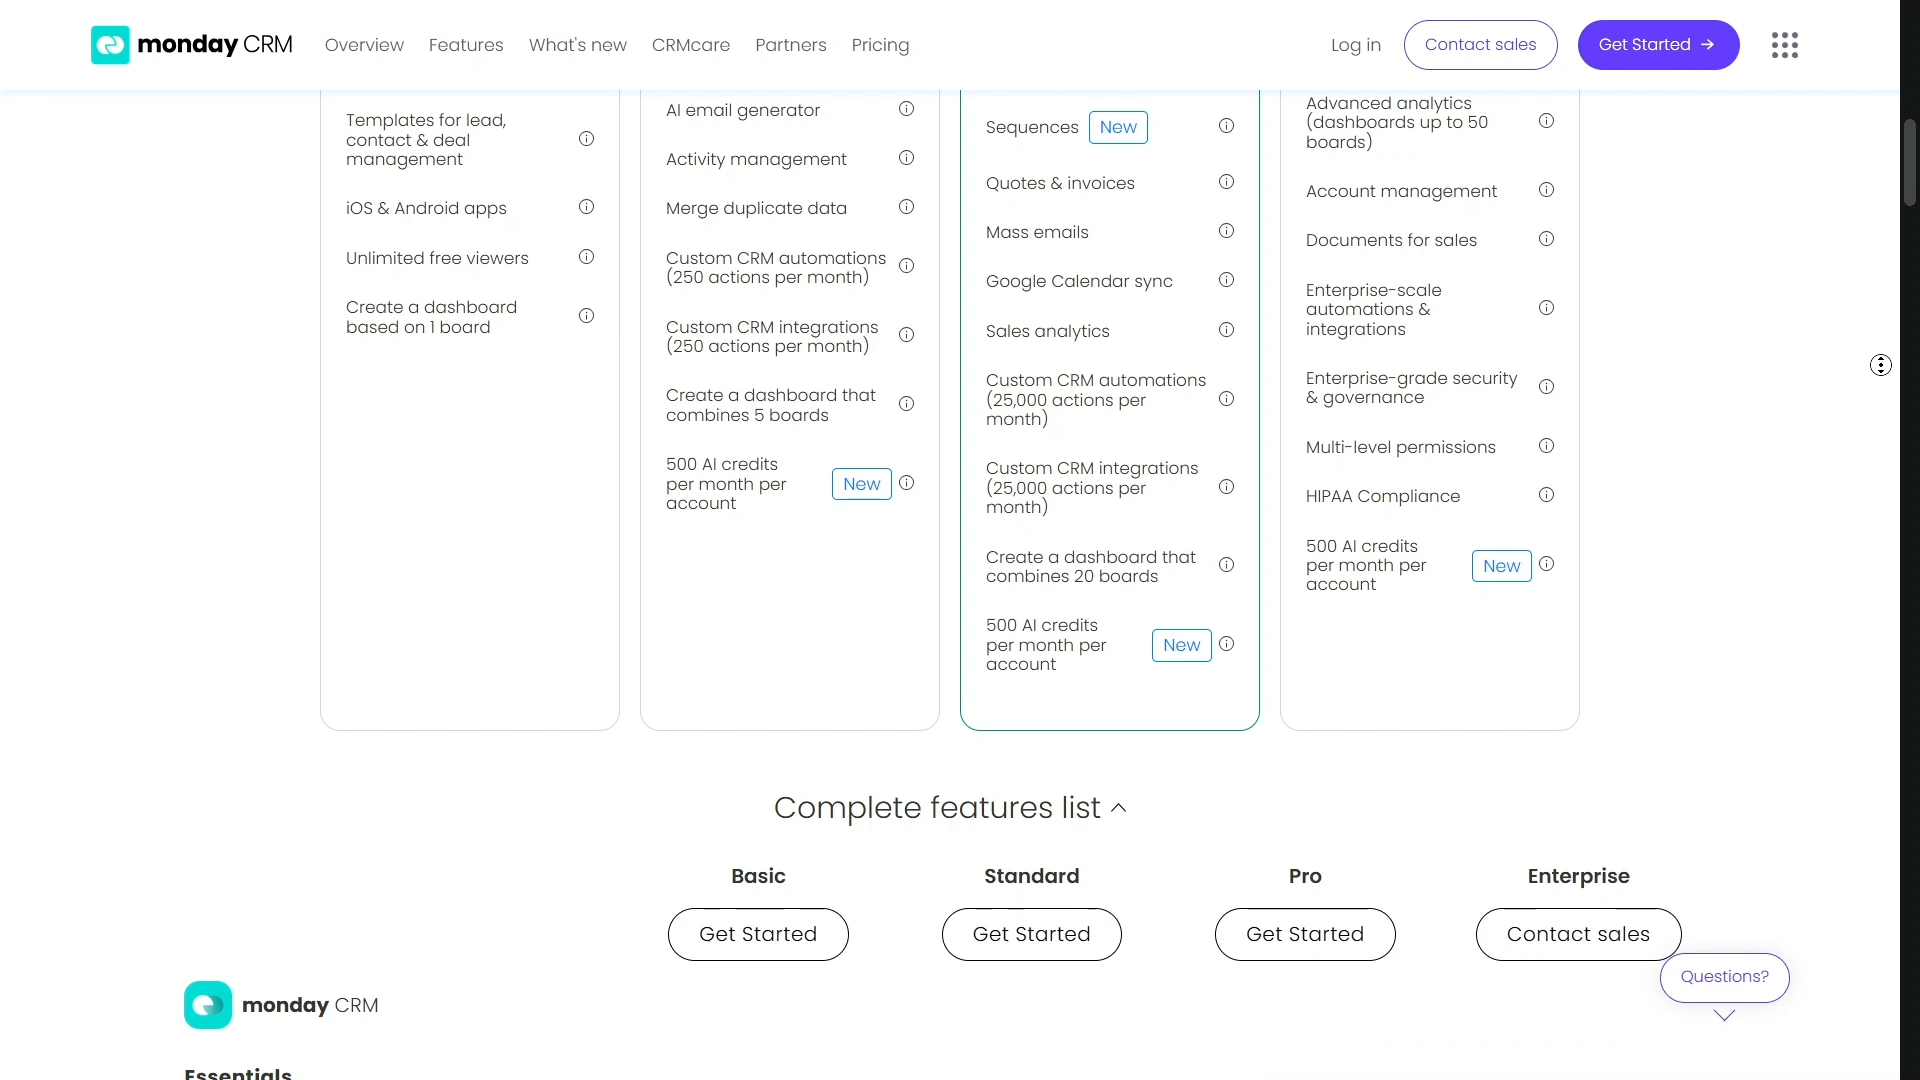 monday CRM
Overview
Features
What's new
CRMcare
Partners
Pricing
Log in
Contact sales
Get Started →
Templates for lead,
contact & deal
management
iOS & Android apps
Unlimited free viewers
Create a dashboard
based on 1 board
AI email generator
Activity management
Merge duplicate data
Custom CRM automations
(250 actions per month)
Custom CRM integrations
(250 actions per month)
Create a dashboard that
combines 5 boards
500 AI credits
per month per
account
New
Sequences New
Quotes & invoices
Mass emails
Google Calendar sync
Sales analytics
Custom CRM automations
(25,000 actions per
month)
Custom CRM integrations
(25,000 actions per
month)
Create a dashboard that
combines 20 boards
500 AI credits
per month per
account
New
Advanced analytics
(dashboards up to 50
boards)
Account management
Documents for sales
Enterprise-scale
automations &
integrations
Enterprise-grade security
& governance
Multi-level permissions
HIPAA Compliance
500 AI credits
per month per
account
New
Complete features list
Basic
Standard
Pro
Enterprise
Get Started
Get Started
Get Started
Contact sales
Questions?
monday CRM
Essentials